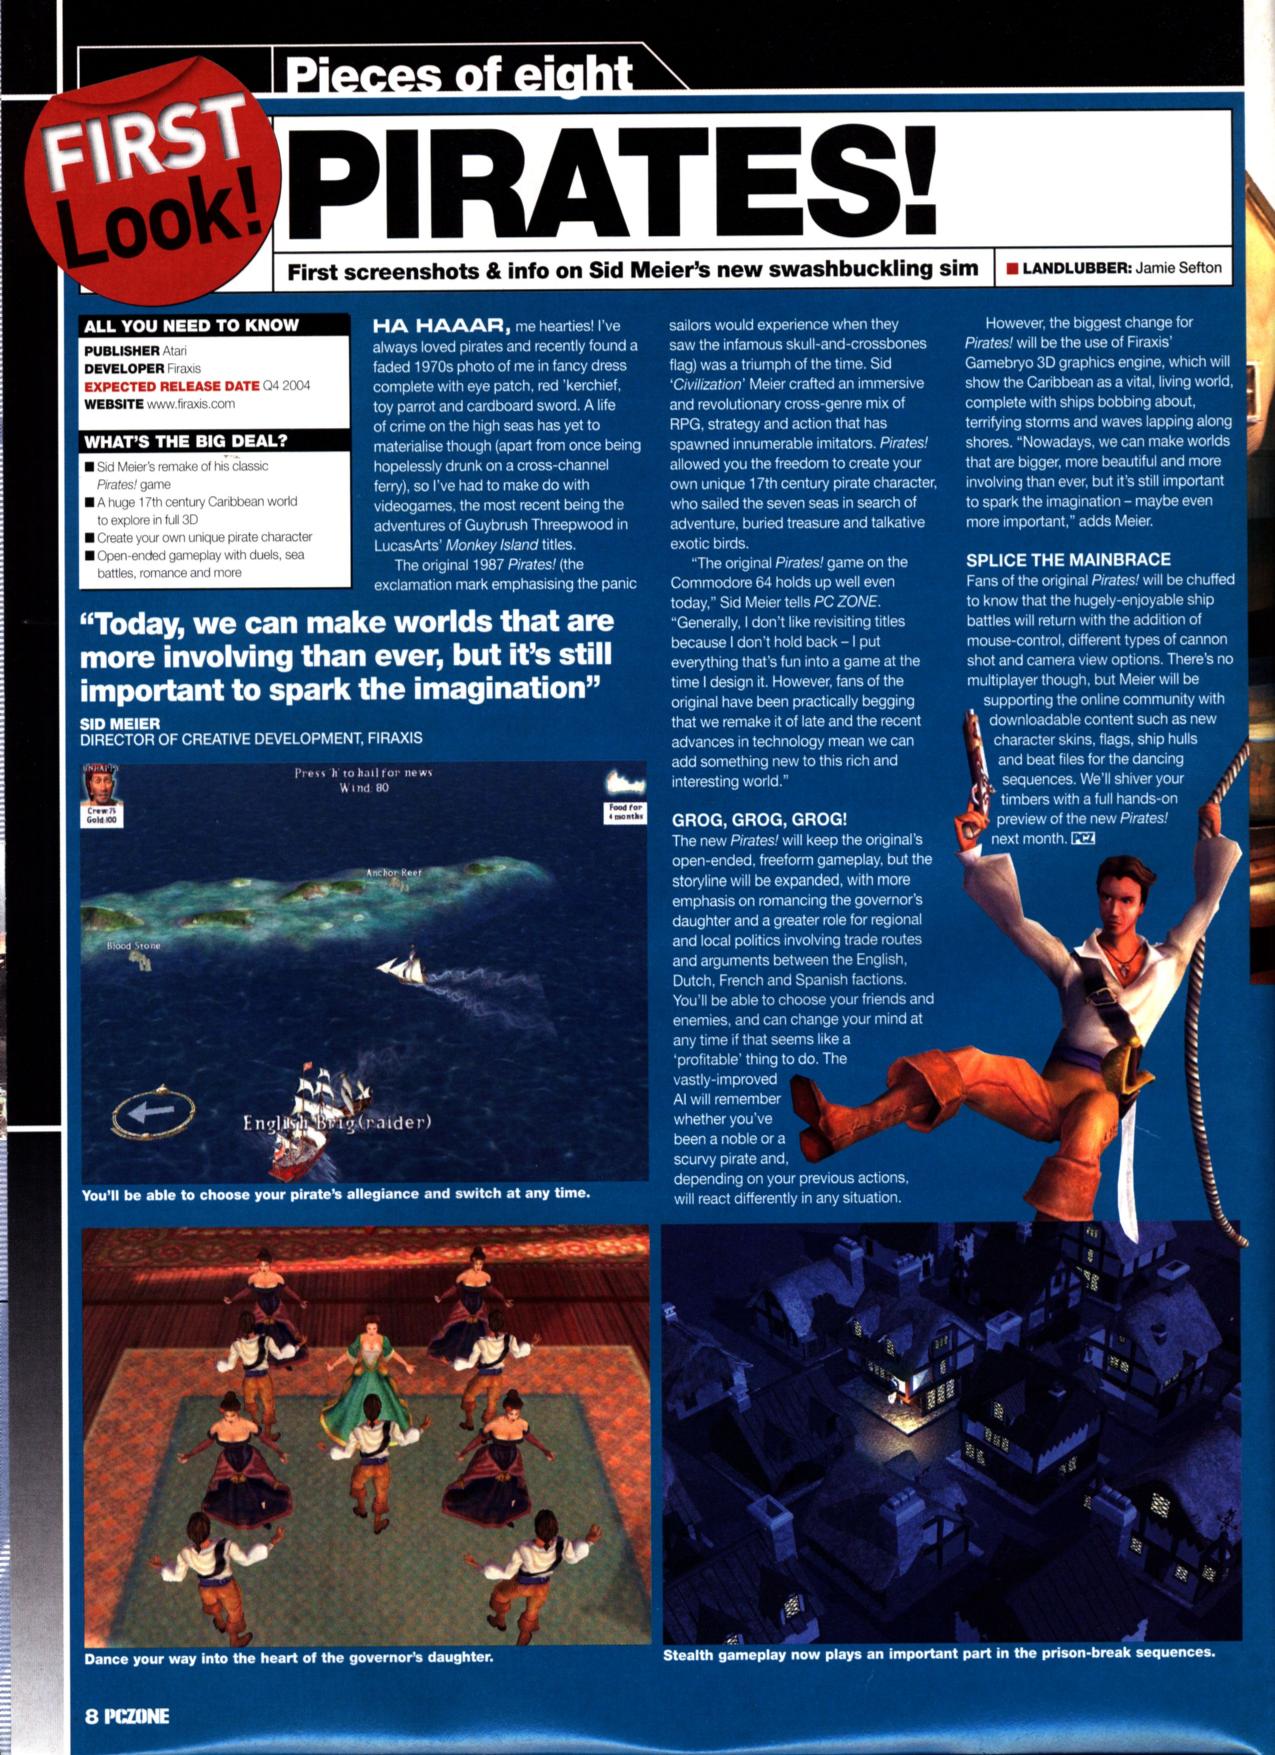 Pieces of eight
FIRST
Look!
PIRATES!
First screenshots & info on Sid Meier's new swashbuckling sim
■ LANDLUBBER: Jamie Sefton
ALL YOU NEED TO KNOW
PUBLISHER Atari
DEVELOPER Firaxis
EXPECTED RELEASE DATE Q4 2004
WEBSITE www.firaxis.com
WHAT'S THE BIG DEAL?
■ Sid Meier's remake of his classic
Pirates! game
■ A huge 17th century Caribbean world
to explore in full 3D
■ Create your own unique pirate character
■ Open-ended gameplay with duels, sea
battles, romance and more
"Today, we can make worlds that are
more involving than ever, but it's still
important to spark the imagination"
SID MEIER
DIRECTOR OF CREATIVE DEVELOPMENT, FIRAXIS
HA HAAAR, me hearties! I've
always loved pirates and recently found a
faded 1970s photo of me in fancy dress
complete with eye patch, red 'kerchief,
toy parrot and cardboard sword. A life
of crime on the high seas has yet to
materialise though (apart from once being
hopelessly drunk on a cross-channel
ferry), so I've had to make do with
videogames, the most recent being the
adventures of Guybrush Threepwood in
LucasArts' Monkey Island titles.
The original 1987 Pirates! (the
exclamation mark emphasising the panic
sailors would experience when they
saw the infamous skull-and-crossbones
flag) was a triumph of the time. Sid
'Civilization' Meier crafted an immersive
and revolutionary cross-genre mix of
RPG, strategy and action that has
spawned innumerable imitators. Pirates!
allowed you the freedom to create your
own unique 17th century pirate character,
who sailed the seven seas in search of
adventure, buried treasure and talkative
exotic birds.
"The original Pirates! game on the
Commodore 64 holds up well even
today," Sid Meier tells PC ZONE.
"Generally, I don't like revisiting titles
because I don't hold back – I put
everything that's fun into a game at the
time I design it. However, fans of the
original have been practically begging
that we remake it of late and the recent
advances in technology mean we can
add something new to this rich and
interesting world."
GROG, GROG, GROG!
The new Pirates! will keep the original's
open-ended, freeform gameplay, but the
storyline will be expanded, with more
emphasis on romancing the governor's
daughter and a greater role for regional
and local politics involving trade routes
and arguments between the English,
Dutch, French and Spanish factions.
You'll be able to choose your friends and
enemies, and can change your mind at
any time if that seems like a
'profitable' thing to do. The
vastly-improved
AI will remember
whether you've
been a noble or a
scurvy pirate and,
depending on your previous actions,
will react differently in any situation.
However, the biggest change for
Pirates! will be the use of Firaxis'
Gamebryo 3D graphics engine, which will
show the Caribbean as a vital, living world,
complete with ships bobbing about,
terrifying storms and waves lapping along
shores. "Nowadays, we can make worlds
that are bigger, more beautiful and more
involving than ever, but it's still important
to spark the imagination – maybe even
more important," adds Meier.
SPLICE THE MAINBRACE
Fans of the original Pirates! will be chuffed
to know that the hugely-enjoyable ship
battles will return with the addition of
mouse-control, different types of cannon
shot and camera view options. There's no
multiplayer though, but Meier will be
supporting the online community with
downloadable content such as new
character skins, flags, ship hulls
and beat files for the dancing
sequences. We'll shiver your
timbers with a full hands-on
preview of the new Pirates!
next month. PCZ
UNHAPPY
Crew:75
Gold:100
Press 'h' to hail for news
Wind: 80
Food for
4 months
Anchor Reef
Blood Stone
English Brig (raider)
You'll be able to choose your pirate's allegiance and switch at any time.
Dance your way into the heart of the governor's daughter.
Stealth gameplay now plays an important part in the prison-break sequences.
8 PCZONE